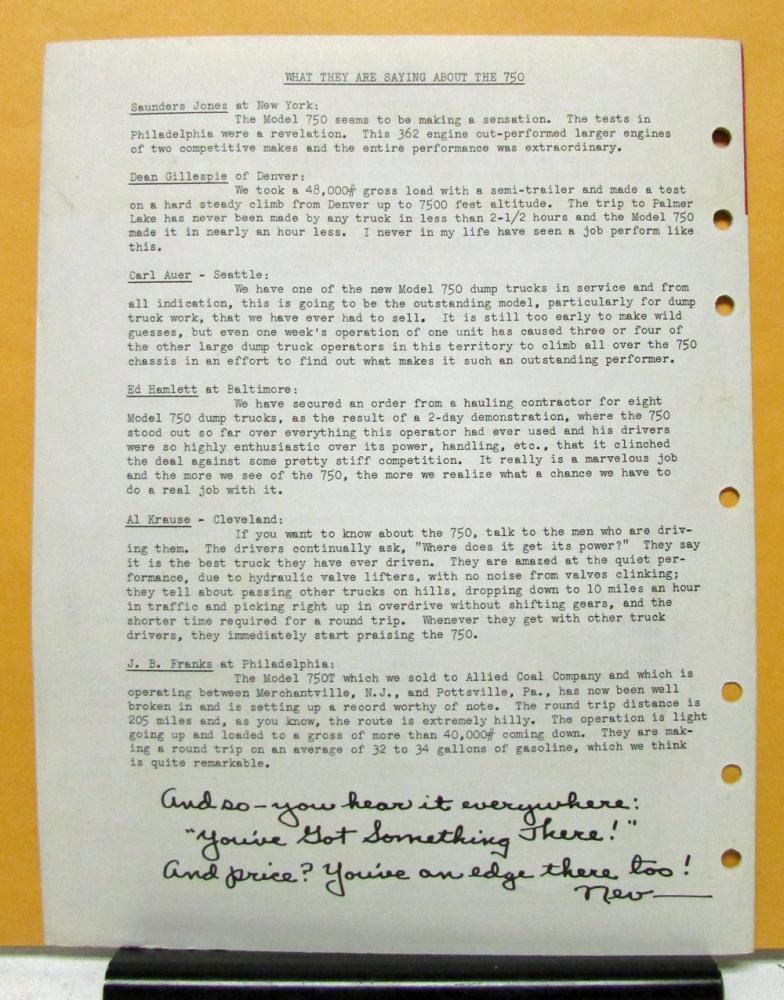 WHAT THEY ARE SAYING ABOUT THE 750
Saunders Jones at New York:
The Model 750 seems to be making a sensation. The tests in
Philadelphia were a revelation. This 362 engine out-performed larger engines
of two competitive makes and the entire performance was extraordinary.
Dean Gillespie of Denver:
We took a 48,000# gross load with a semi-trailer and made a test
on a hard steady climb from Denver up to 7500 feet altitude. The trip to Palmer
Lake has never been made by any truck in less than 2-1/2 hours and the Model 750
made it in nearly an hour less. I never in my life have seen a job perform like
this.
Carl Auer - Seattle:
We have one of the new Model 750 dump trucks in service and from
all indication, this is going to be the outstanding model, particularly for dump
truck work, that we have ever had to sell. It is still too early to make wild
guesses, but even one week's operation of one unit has caused three or four of
the other large dump truck operators in this territory to climb all over the 750
chassis in an effort to find out what makes it such an outstanding performer.
Ed Hamlett at Baltimore:
We have secured an order from a hauling contractor for eight
Model 750 dump trucks, as the result of a 2-day demonstration, where the 750
stood out so far over everything this operator had ever used and his drivers
were so highly enthusiastic over its power, handling, etc., that it clinched
the deal against some pretty stiff competition. It really is a marvelous job
and the more we see of the 750, the more we realize what a chance we have to
do a real job with it.
Al Krause - Cleveland:
If you want to know about the 750, talk to the men who are driv-
ing them. The drivers continually ask, "Where does it get its power?" They say
it is the best truck they have ever driven. They are amazed at the quiet per-
formance, due to hydraulic valve lifters, with no noise from valves clinking;
they tell about passing other trucks on hills, dropping down to 10 miles an hour
in traffic and picking right up in overdrive without shifting gears, and the
shorter time required for a round trip. Whenever they get with other truck
drivers, they immediately start praising the 750.
J. B. Franks at Philadelphia:
The Model 750T which we sold to Allied Coal Company and which is
operating between Merchantville, N.J., and Pottsville, Pa., has now been well
broken in and is setting up a record worthy of note. The round trip distance is
205 miles and, as you know, the route is extremely hilly. The operation is light
going up and loaded to a gross of more than 40,000# coming down. They are mak-
ing a round trip on an average of 32 to 34 gallons of gasoline, which we think
is quite remarkable.
And so - you hear it everywhere:
"You've Got Something There!"
And price? You've an edge there too!
Nev